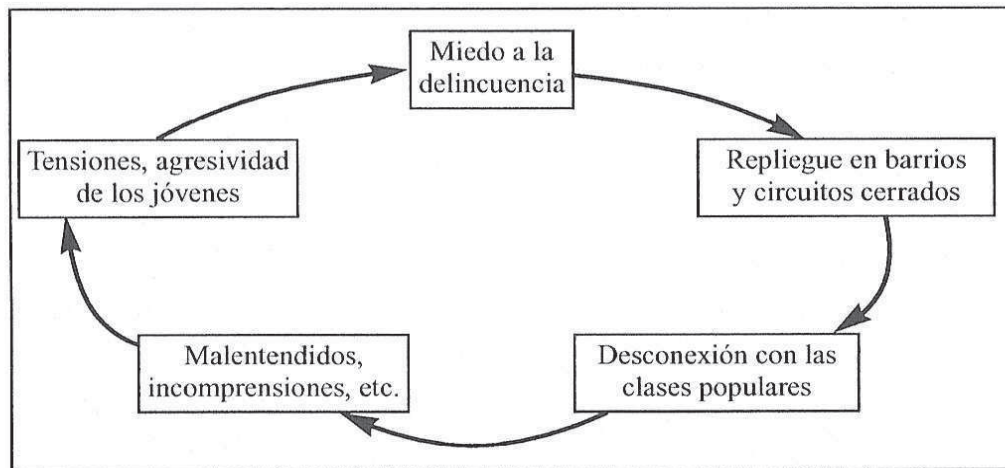 Miedo a la
delincuencia
Repliegue en barrios
y circuitos cerrados
Desconexión con las
clases populares
Malentendidos,
incomprensiones, etc.
Tensiones, agresividad
de los jóvenes